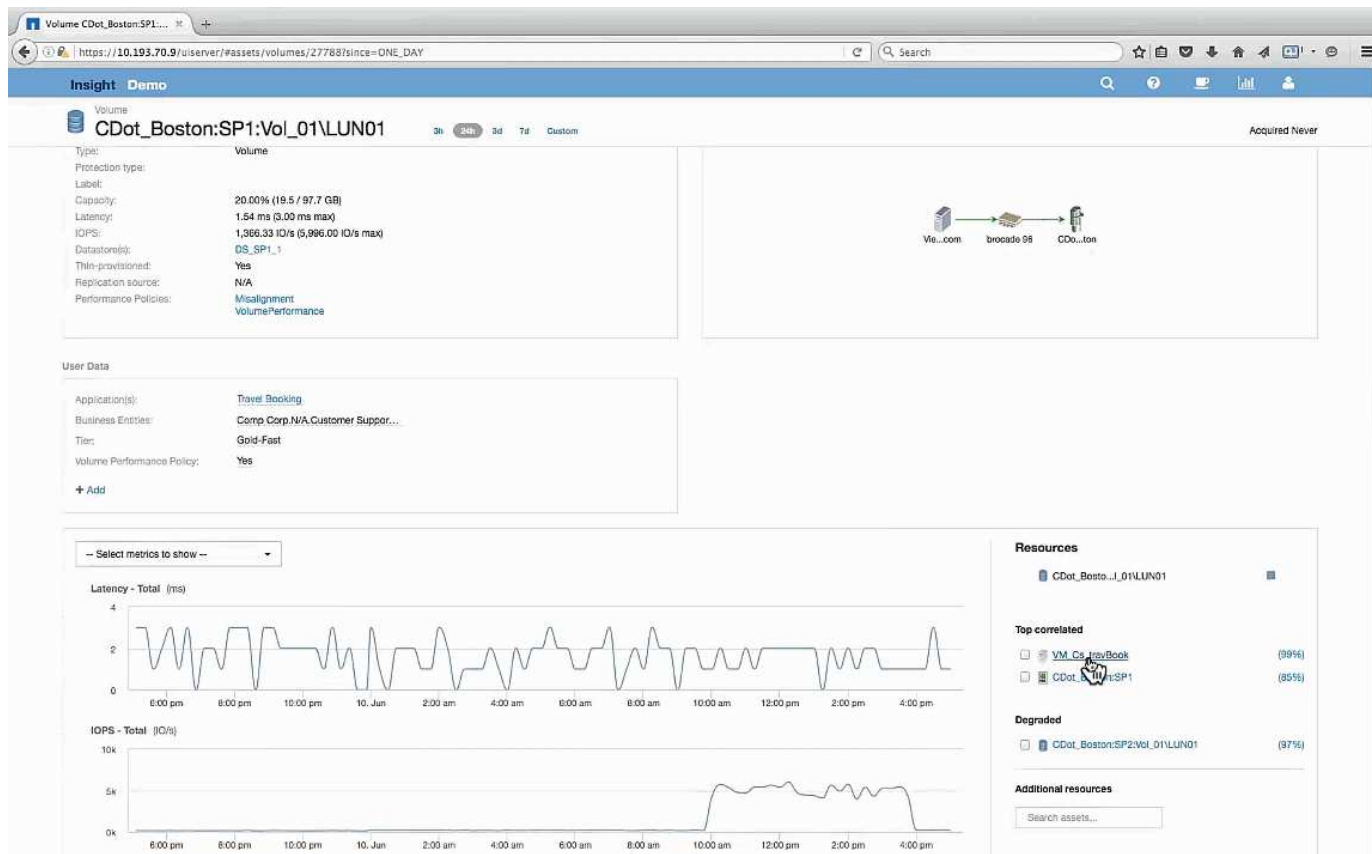 Volume CDot_Boston:SP1:...
https://10.193.70.9/uiserver/#assets/volumes/27788?since=ONE_DAY
Search
Insight Demo
Volume
CDot_Boston:SP1:Vol_01\LUN01
3h 24h 3d 7d Custom
Acquired Never
Type: Volume
Protection type:
Label:
Capacity: 20.00% (19.5 / 97.7 GB)
Latency: 1.54 ms (3.00 ms max)
IOPS: 1,366.33 IO/s (5,996.00 IO/s max)
Datastore(s): DS_SP1_1
Thin-provisioned: Yes
Replication source: N/A
Performance Policies: Misalignment
VolumePerformance
Vie...com brocade 96 CDo...ton
User Data
Application(s): Travel Booking
Business Entities: Comp Corp.N/A.Customer Suppor...
Tier: Gold-Fast
Volume Performance Policy: Yes
+ Add
-- Select metrics to show --
Latency - Total (ms)
4
2
0
6:00 pm 8:00 pm 10:00 pm 10. Jun 2:00 am 4:00 am 6:00 am 8:00 am 10:00 am 12:00 pm 2:00 pm 4:00 pm
IOPS - Total (IO/s)
10k
5k
0k
6:00 pm 8:00 pm 10:00 pm 10. Jun 2:00 am 4:00 am 6:00 am 8:00 am 10:00 am 12:00 pm 2:00 pm 4:00 pm
Resources
CDot_Bosto...l_01\LUN01
Top correlated
VM_Cs_travBook (99%)
(85%)
Degraded
CDot_Boston:SP2:Vol_01\LUN01 (97%)
Additional resources
Search assets...